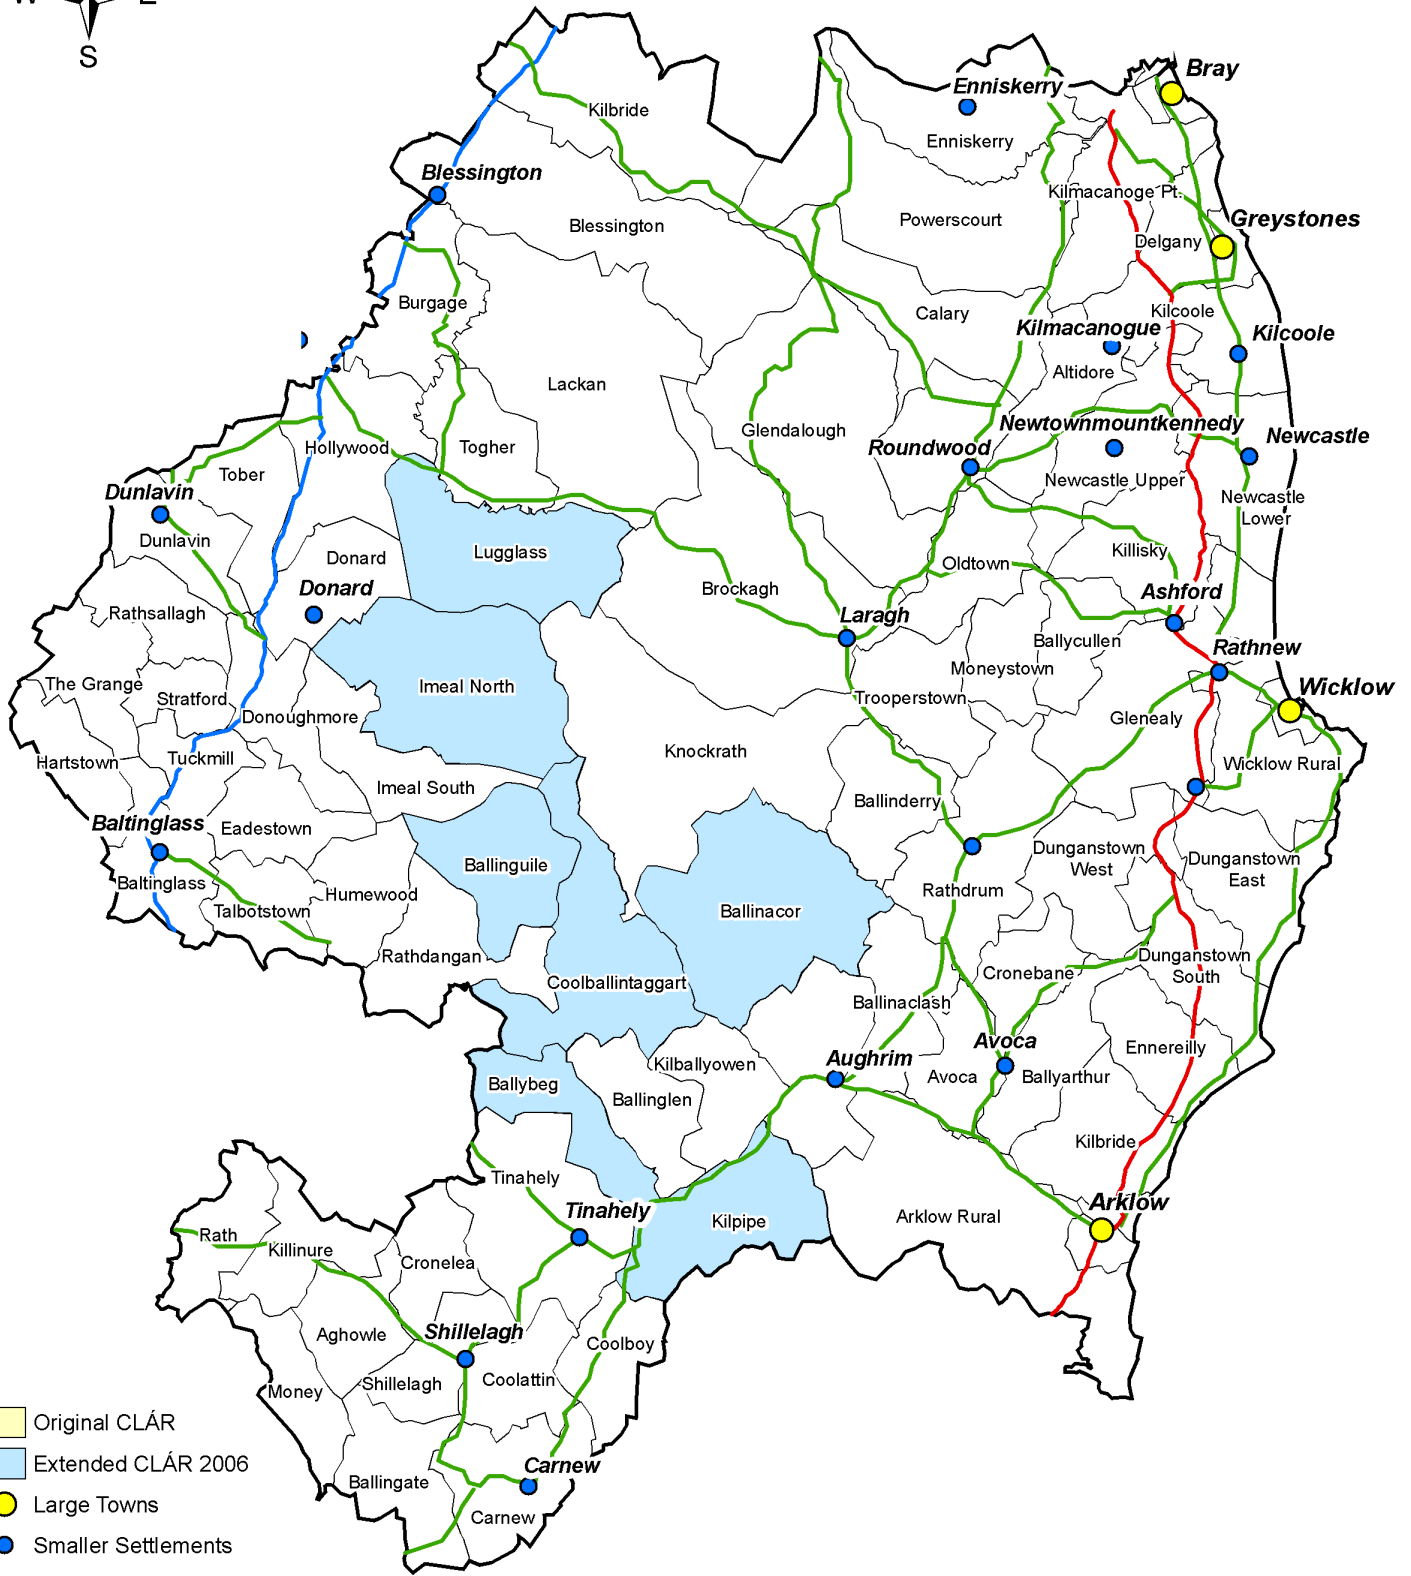 S
Bray
Enniskerry
Kilbride
Enniskerry
Blessington
Kilmacanoge Pt.
Greystones
Powerscourt
Blessington
Delgany
Burgage
Kilcoole
Calary
Kilmacanogue
Kilcoole
Altidore
Lackan
Newtownmountkennedy
Glendalough
Newcastle
Hollywood
Togher
Roundwood
Tober
Newcastle Upper
Dunlavin
Newcastle
Lower
Dunlavin
Lugglass
Killisky
Donard
Oldtown
Donard
Brockagh
Ashford
Rathsallagh
Laragh
Ballycullen
Rathnew
Moneystown
The Grange
Imeal North
Wicklow
Stratford
Trooperstown
Donoughmore
Glenealy
Knockrath
Tuckmill
Hartstown
Wicklow Rural
Imeal South
Ballinderry
Baltinglass
Eadestown
Dunganstown
West
Dunganstown
East
Ballinguile
Baltinglass
Humewood
Rathdrum
Talbotstown
Ballinacor
Rathdangan
Dunganstown
South
Cronebane
Coolballintaggart
Ballinaclash
Avoca
Ennereilly
Aughrim
Kilballyowen
Avoca
Ballyarthur
Ballybeg
Ballinglen
Kilbride
Tinahely
Arklow
Tinahely
Kilpipe
Arklow Rural
Rath
Killinure
Cronelea
Shillelagh
Aghowle
Coolboy
Coolattin
Shillelagh
Money
Original CLÁR
Extended CLÁR 2006
Carnew
Ballingate
Large Towns
Carnew
Smaller Settlements